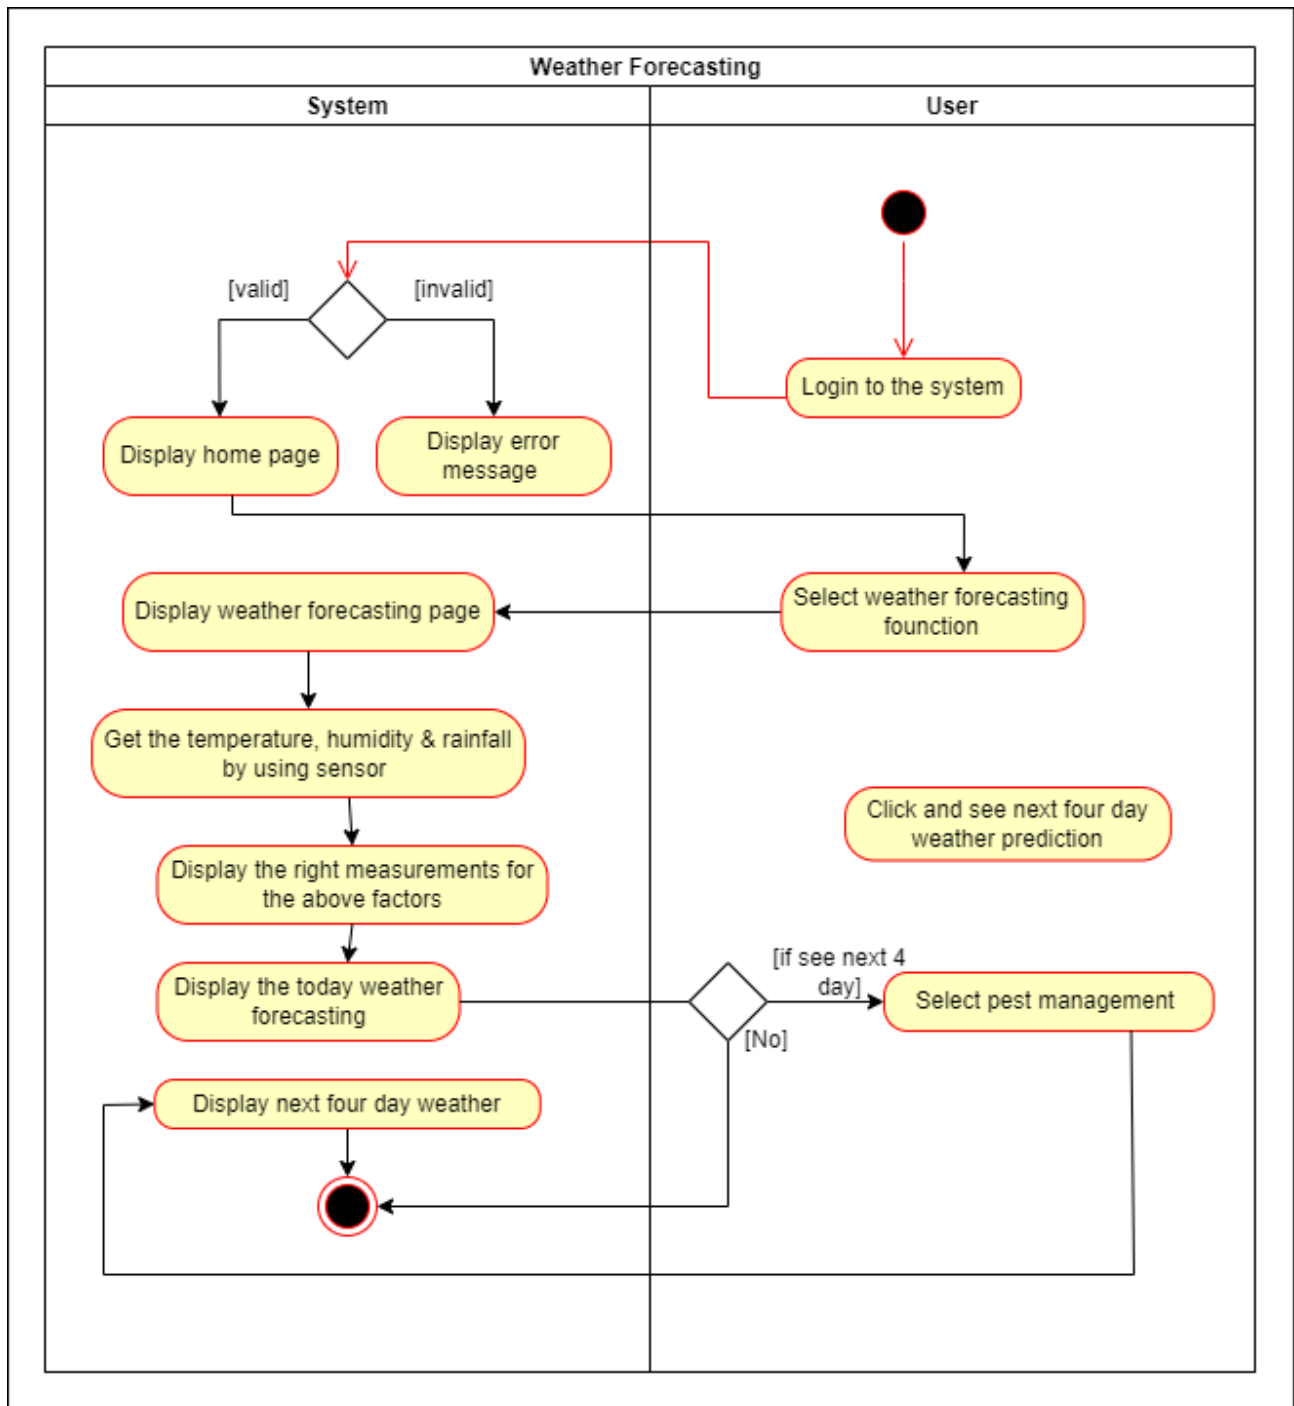 Weather Forecasting
System
User
[valid]
[invalid]
Login to the system
Display home page
Display error
message
Select weather forecasting
founction
Display weather forecasting page
Get the temperature, humidity & rainfall
by using sensor
Click and see next four day
weather prediction
Display the right measurements for
the above factors
[if see next 4
day]
Display the today weather
forecasting
Select pest management
[No]
Display next four day weather